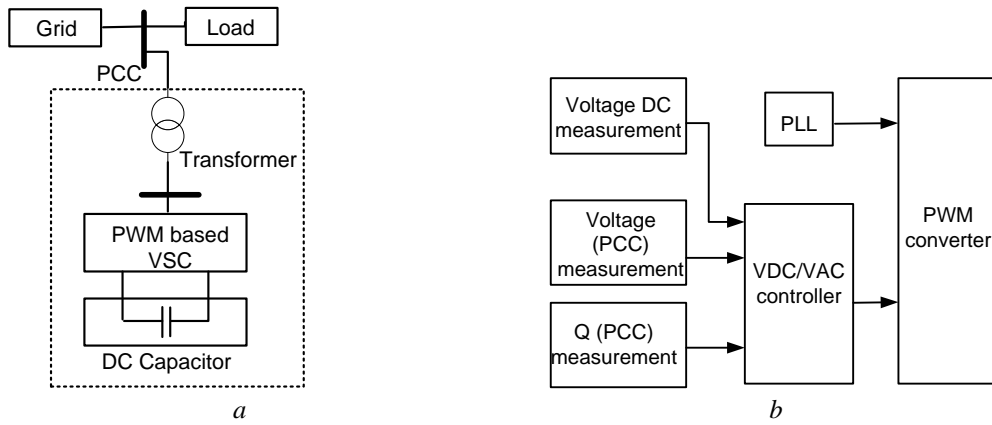 Grid
Load
PCC
Transformer
PWM based
VSC
DC Capacitor
a
Voltage DC
measurement
PLL
Voltage
(PCC)
measurement
VDC/VAC
controller
PWM
converter
Q (PCC)
measurement
b